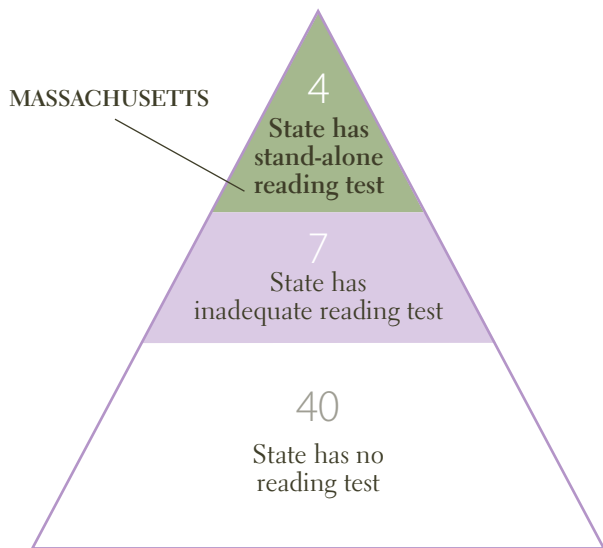 4
MASSACHUSETTS
State has
stand-alone
reading test
7
State has
inadequate reading test
40
State has no
reading test